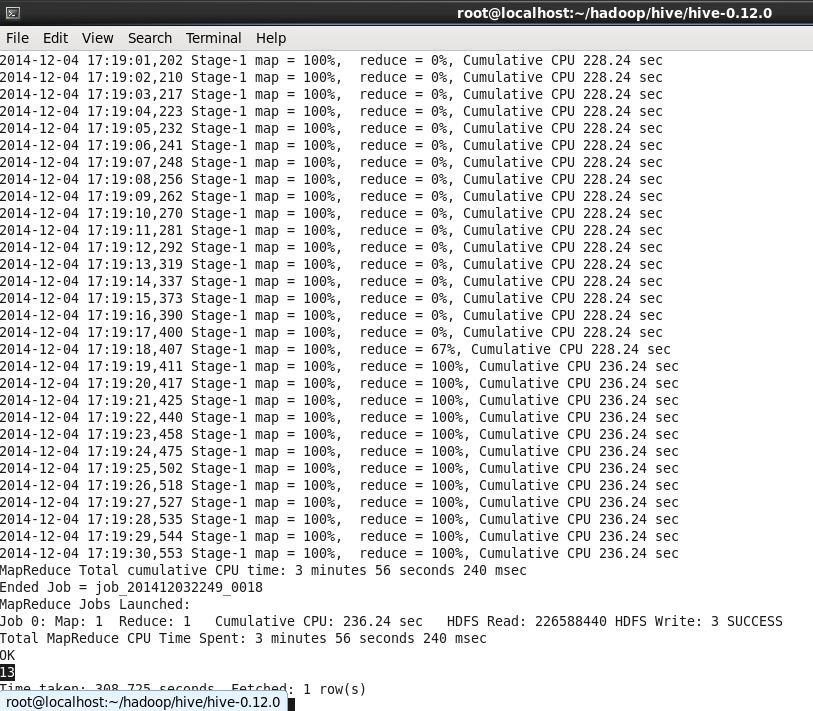 root@localhost:~/hadoop/hive/hive-0.12.0
File Edit View Search Terminal Help
2014-12-04 17:19:01,202 Stage-1 map = 100%,  reduce = 0%, Cumulative CPU 228.24 sec
2014-12-04 17:19:02,210 Stage-1 map = 100%,  reduce = 0%, Cumulative CPU 228.24 sec
2014-12-04 17:19:03,217 Stage-1 map = 100%,  reduce = 0%, Cumulative CPU 228.24 sec
2014-12-04 17:19:04,223 Stage-1 map = 100%,  reduce = 0%, Cumulative CPU 228.24 sec
2014-12-04 17:19:05,232 Stage-1 map = 100%,  reduce = 0%, Cumulative CPU 228.24 sec
2014-12-04 17:19:06,241 Stage-1 map = 100%,  reduce = 0%, Cumulative CPU 228.24 sec
2014-12-04 17:19:07,248 Stage-1 map = 100%,  reduce = 0%, Cumulative CPU 228.24 sec
2014-12-04 17:19:08,256 Stage-1 map = 100%,  reduce = 0%, Cumulative CPU 228.24 sec
2014-12-04 17:19:09,262 Stage-1 map = 100%,  reduce = 0%, Cumulative CPU 228.24 sec
2014-12-04 17:19:10,270 Stage-1 map = 100%,  reduce = 0%, Cumulative CPU 228.24 sec
2014-12-04 17:19:11,281 Stage-1 map = 100%,  reduce = 0%, Cumulative CPU 228.24 sec
2014-12-04 17:19:12,292 Stage-1 map = 100%,  reduce = 0%, Cumulative CPU 228.24 sec
2014-12-04 17:19:13,319 Stage-1 map = 100%,  reduce = 0%, Cumulative CPU 228.24 sec
2014-12-04 17:19:14,337 Stage-1 map = 100%,  reduce = 0%, Cumulative CPU 228.24 sec
2014-12-04 17:19:15,373 Stage-1 map = 100%,  reduce = 0%, Cumulative CPU 228.24 sec
2014-12-04 17:19:16,390 Stage-1 map = 100%,  reduce = 0%, Cumulative CPU 228.24 sec
2014-12-04 17:19:17,400 Stage-1 map = 100%,  reduce = 0%, Cumulative CPU 228.24 sec
2014-12-04 17:19:18,407 Stage-1 map = 100%,  reduce = 67%, Cumulative CPU 228.24 sec
2014-12-04 17:19:19,411 Stage-1 map = 100%,  reduce = 100%, Cumulative CPU 236.24 sec
2014-12-04 17:19:20,417 Stage-1 map = 100%,  reduce = 100%, Cumulative CPU 236.24 sec
2014-12-04 17:19:21,425 Stage-1 map = 100%,  reduce = 100%, Cumulative CPU 236.24 sec
2014-12-04 17:19:22,440 Stage-1 map = 100%,  reduce = 100%, Cumulative CPU 236.24 sec
2014-12-04 17:19:23,458 Stage-1 map = 100%,  reduce = 100%, Cumulative CPU 236.24 sec
2014-12-04 17:19:24,475 Stage-1 map = 100%,  reduce = 100%, Cumulative CPU 236.24 sec
2014-12-04 17:19:25,502 Stage-1 map = 100%,  reduce = 100%, Cumulative CPU 236.24 sec
2014-12-04 17:19:26,518 Stage-1 map = 100%,  reduce = 100%, Cumulative CPU 236.24 sec
2014-12-04 17:19:27,527 Stage-1 map = 100%,  reduce = 100%, Cumulative CPU 236.24 sec
2014-12-04 17:19:28,535 Stage-1 map = 100%,  reduce = 100%, Cumulative CPU 236.24 sec
2014-12-04 17:19:29,544 Stage-1 map = 100%,  reduce = 100%, Cumulative CPU 236.24 sec
2014-12-04 17:19:30,553 Stage-1 map = 100%,  reduce = 100%, Cumulative CPU 236.24 sec
MapReduce Total cumulative CPU time: 3 minutes 56 seconds 240 msec
Ended Job = job_201412032249_0018
MapReduce Jobs Launched:
Job 0: Map: 1  Reduce: 1   Cumulative CPU: 236.24 sec   HDFS Read: 226588440 HDFS Write: 3 SUCCESS
Total MapReduce CPU Time Spent: 3 minutes 56 seconds 240 msec
OK
13
Time taken: 308.725 seconds, Fetched: 1 row(s)
root@localhost:~/hadoop/hive/hive-0.12.0